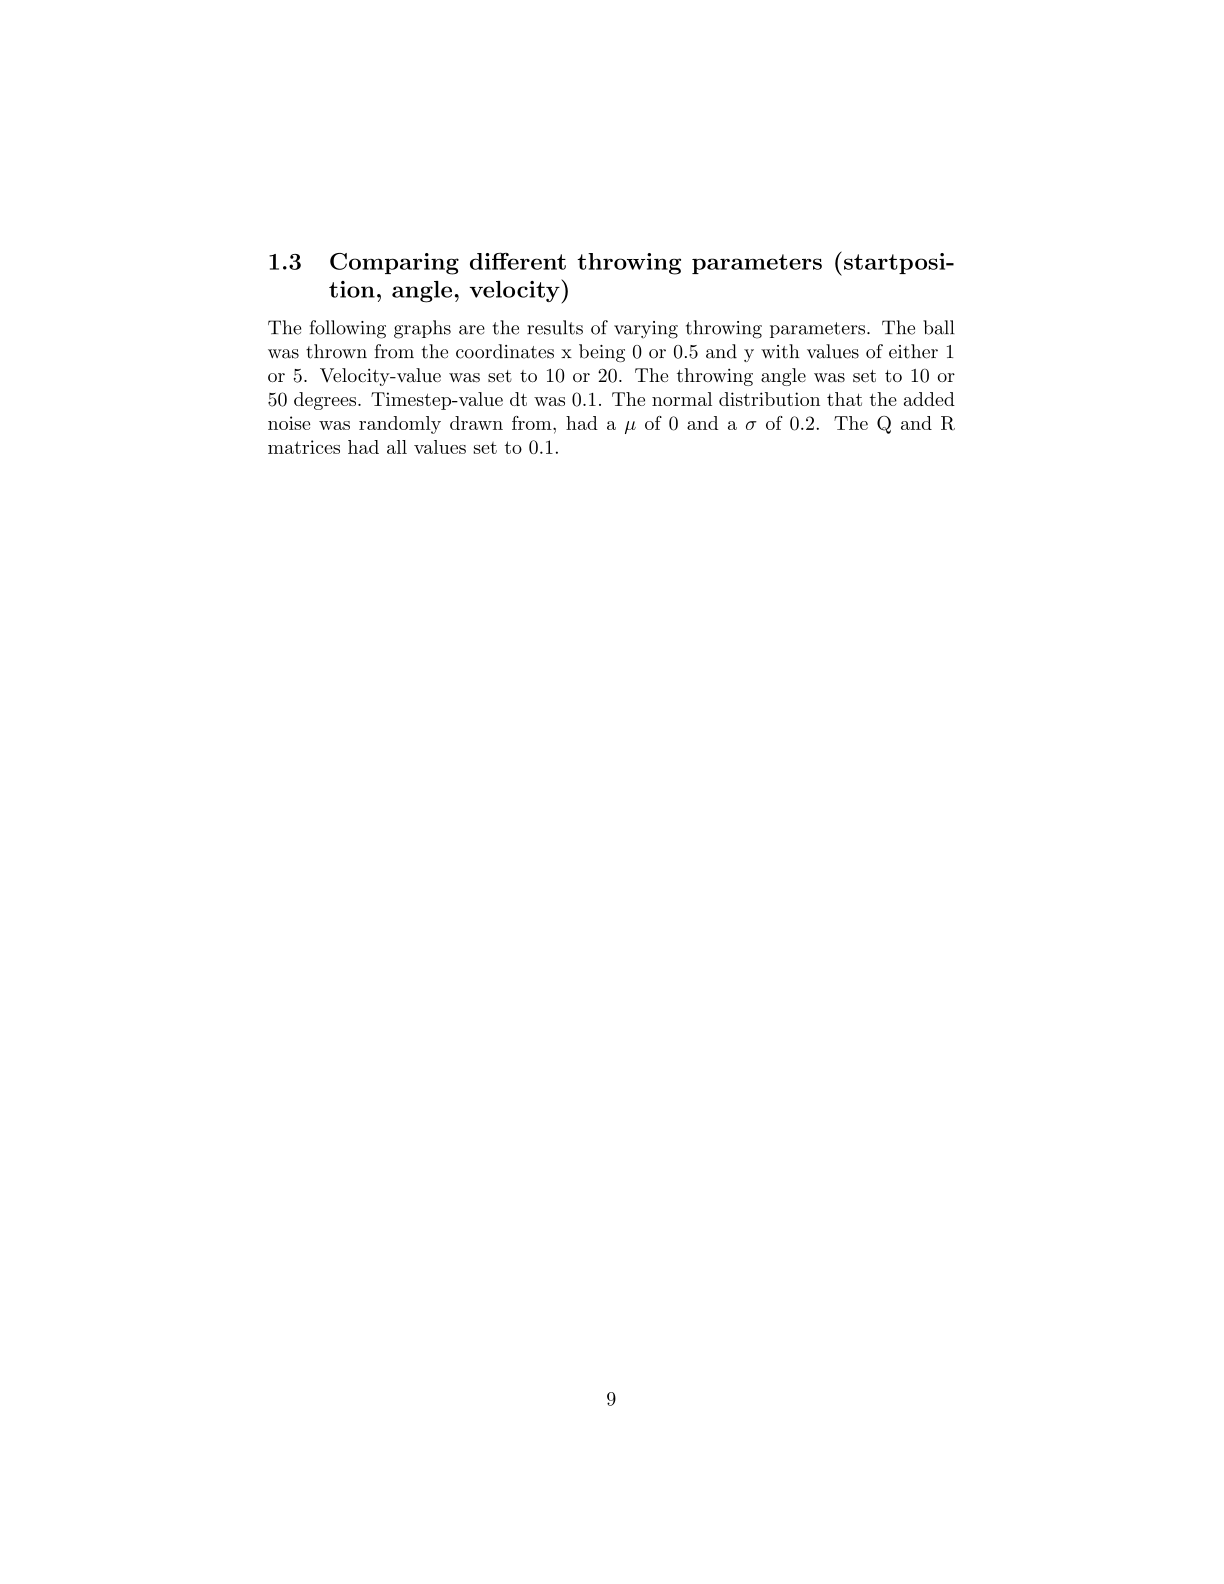 1.3 Comparing different throwing parameters (startposi-
tion, angle, velocity)
The following graphs are the results of varying throwing parameters. The ball
was thrown from the coordinates x being 0 or 0.5 and y with values of either 1
or 5. Velocity-value was set to 10 or 20. The throwing angle was set to 10 or
50 degrees. Timestep-value dt was 0.1. The normal distribution that the added
noise was randomly drawn from, had a μ of 0 and a σ of 0.2. The Q and R
matrices had all values set to 0.1.
9